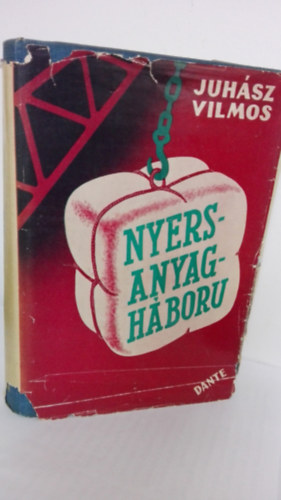 JUHÁSZ
VILMOS
NYERS-
ANYAG-
HÁBORU
DANTE